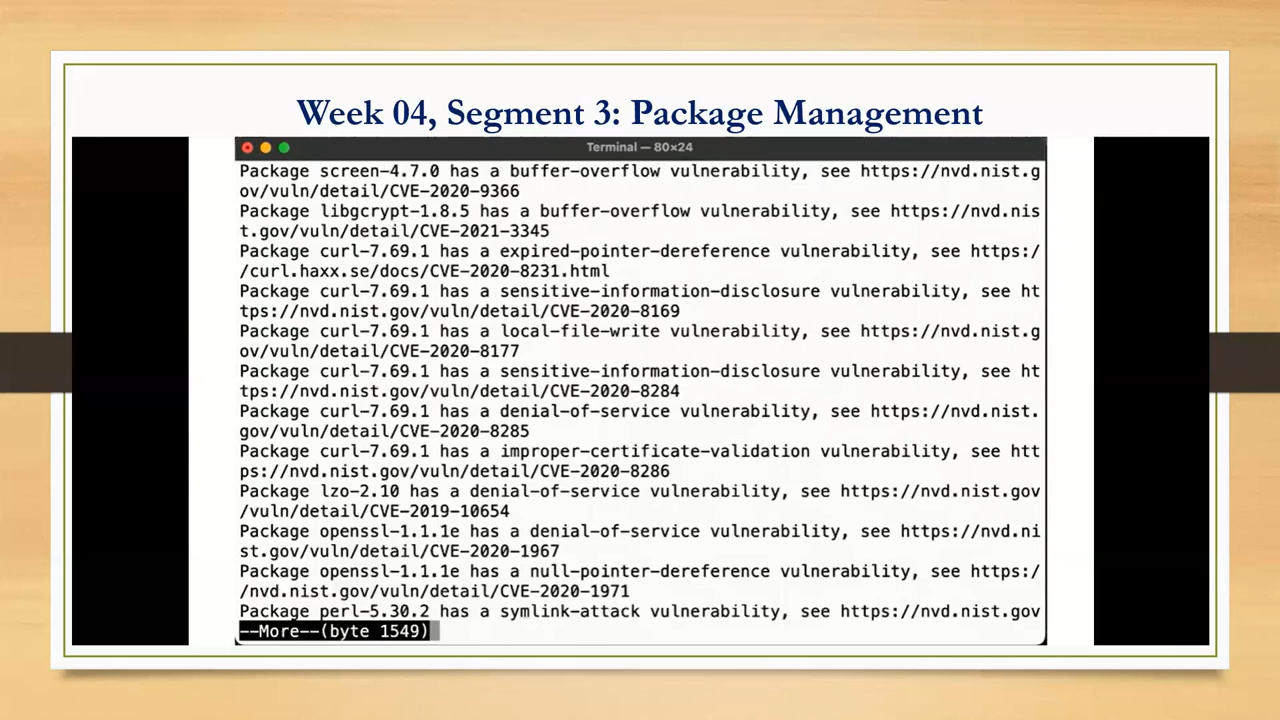 Week 04, Segment 3: Package Management
Terminal — 80×24
Package screen-4.7.0 has a buffer-overflow vulnerability, see https://nvd.nist.g
ov/vuln/detail/CVE-2020-9366
Package libgcrypt-1.8.5 has a buffer-overflow vulnerability, see https://nvd.nis
t.gov/vuln/detail/CVE-2021-3345
Package curl-7.69.1 has a expired-pointer-dereference vulnerability, see https:/
/curl.haxx.se/docs/CVE-2020-8231.html
Package curl-7.69.1 has a sensitive-information-disclosure vulnerability, see ht
tps://nvd.nist.gov/vuln/detail/CVE-2020-8169
Package curl-7.69.1 has a local-file-write vulnerability, see https://nvd.nist.g
ov/vuln/detail/CVE-2020-8177
Package curl-7.69.1 has a sensitive-information-disclosure vulnerability, see ht
tps://nvd.nist.gov/vuln/detail/CVE-2020-8284
Package curl-7.69.1 has a denial-of-service vulnerability, see https://nvd.nist.
gov/vuln/detail/CVE-2020-8285
Package curl-7.69.1 has a improper-certificate-validation vulnerability, see htt
ps://nvd.nist.gov/vuln/detail/CVE-2020-8286
Package lzo-2.10 has a denial-of-service vulnerability, see https://nvd.nist.gov
/vuln/detail/CVE-2019-10654
Package openssl-1.1.1e has a denial-of-service vulnerability, see https://nvd.ni
st.gov/vuln/detail/CVE-2020-1967
Package openssl-1.1.1e has a null-pointer-dereference vulnerability, see https:/
/nvd.nist.gov/vuln/detail/CVE-2020-1971
Package perl-5.30.2 has a symlink-attack vulnerability, see https://nvd.nist.gov
--More--(byte 1549)